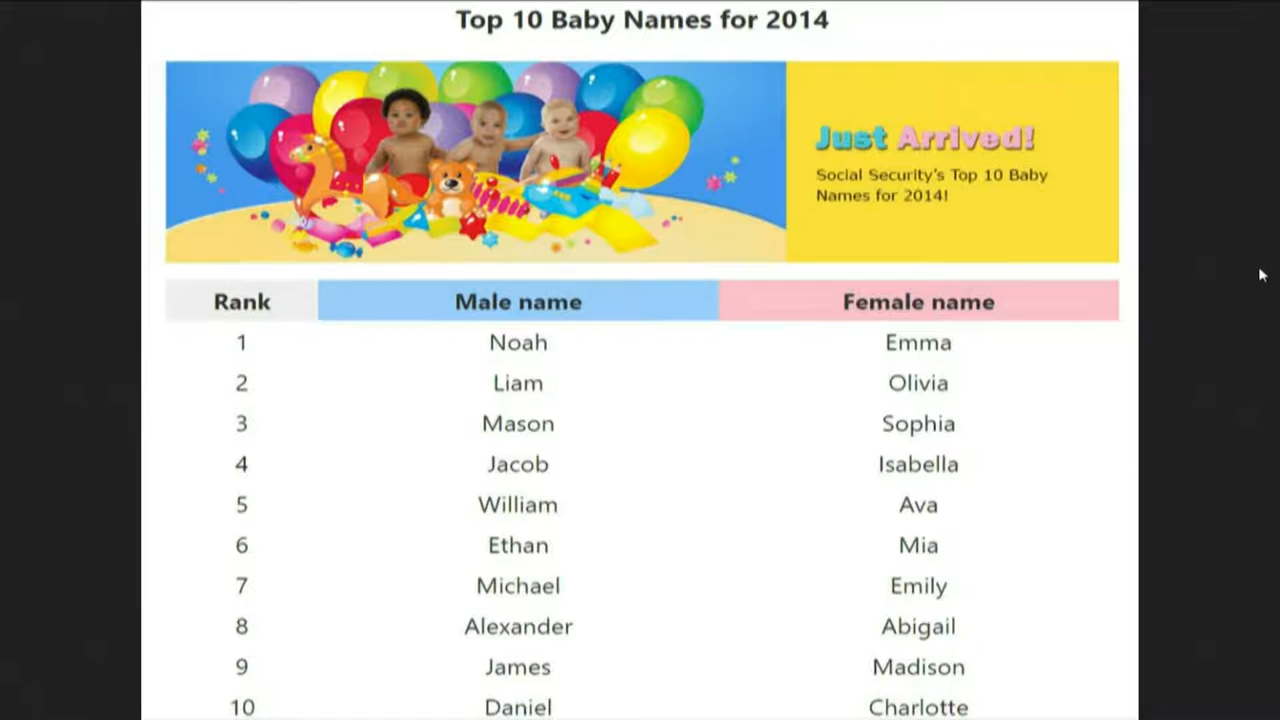 Top 10 Baby Names for 2014
Just Arrived!
Social Security's Top 10 Baby
Names for 2014!
Rank Male name Female name
1 Noah Emma
2 Liam Olivia
3 Mason Sophia
4 Jacob Isabella
5 William Ava
6 Ethan Mia
7 Michael Emily
8 Alexander Abigail
9 James Madison
10 Daniel Charlotte